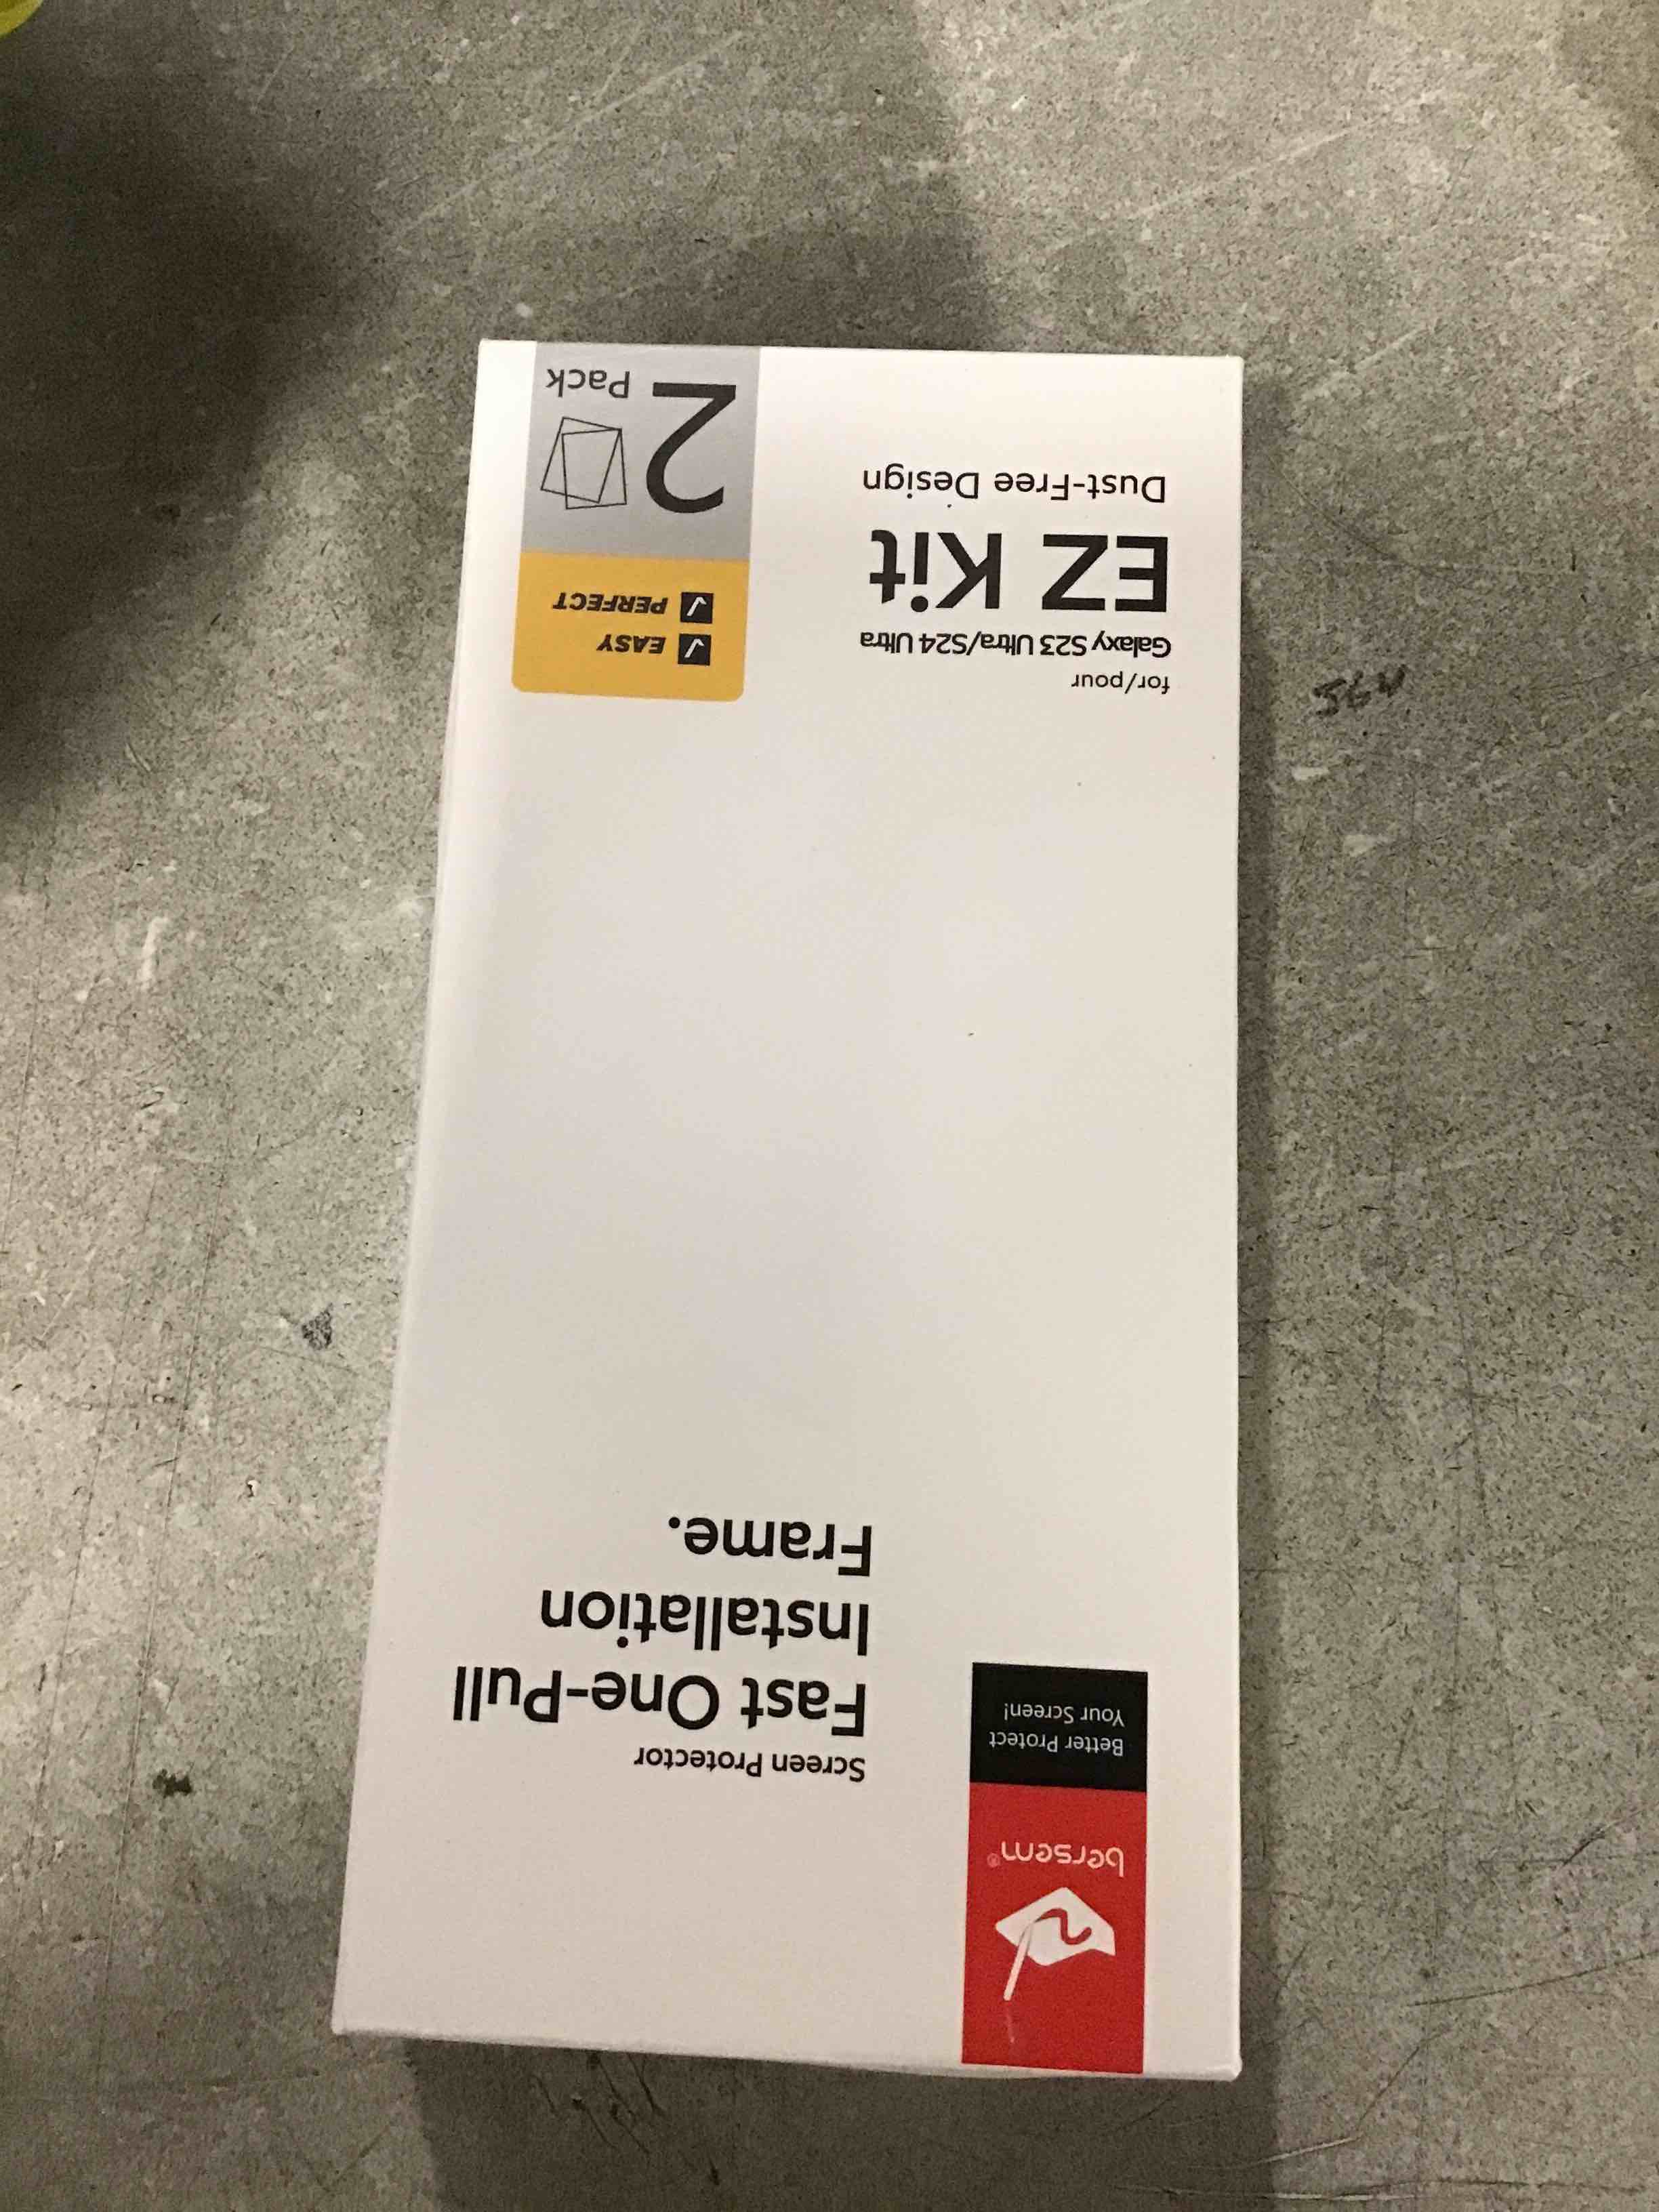 bersem®
Better Protect
Your Screen!
Screen Protector
Fast One-Pull
Installation
Frame.
for/pour
Galaxy S23 Ultra/S24 Ultra
EZ Kit
Dust-Free Design
EASY
PERFECT
2
Pack